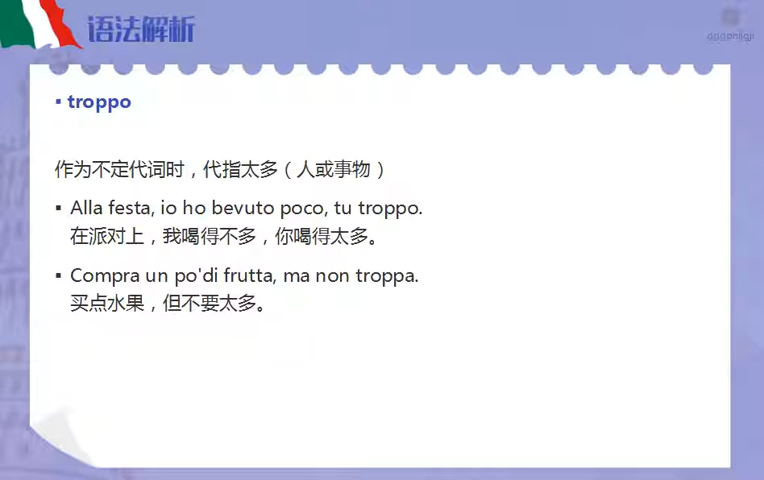 语法解析
▪ troppo
作为不定代词时，代指太多（人或事物）
▪ Alla festa, io ho bevuto poco, tu troppo.
在派对上，我喝得不多，你喝得太多。
▪ Compra un po'di frutta, ma non troppa.
买点水果，但不要太多。